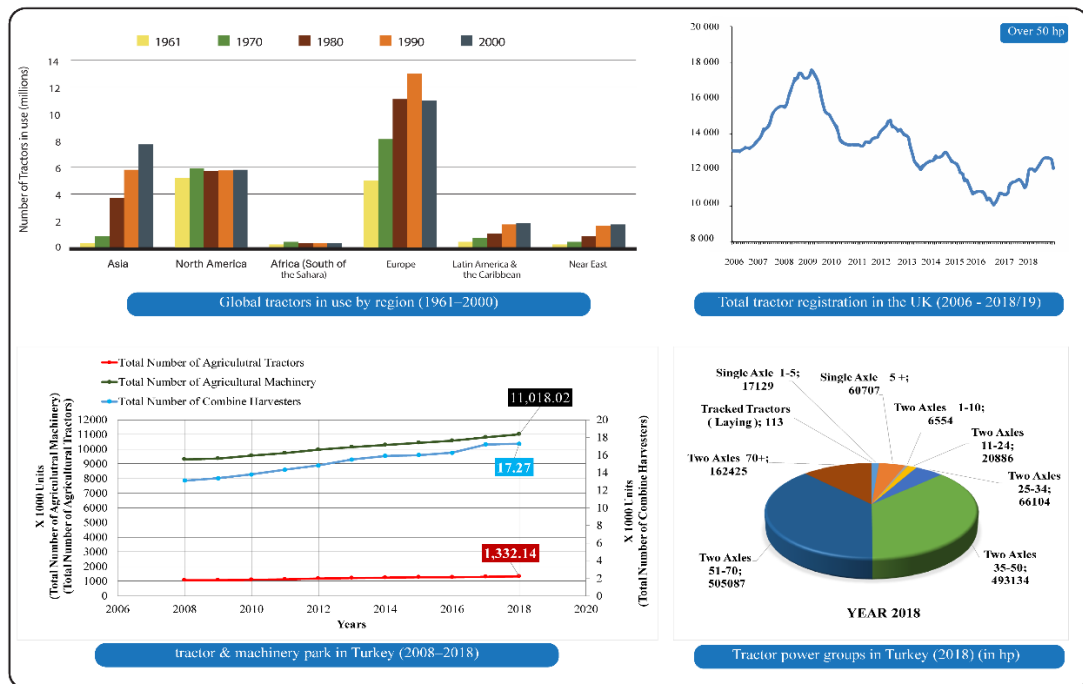 1961 1970 1980 1990 2000
Number of Tractors in use (millions)
14
12
10
8
6
4
2
0
Asia
North America
Africa (South of
the Sahara)
Europe
Latin America &
the Caribbean
Near East
Global tractors in use by region (1961–2000)
Over 50 hp
20 000
18 000
16 000
14 000
12 000
10 000
8 000
2006 2007 2008 2009 2010 2011 2012 2013 2014 2015 2016 2017 2018
Total tractor registration in the UK (2006 - 2018/19)
Total Number of Agriculutral Tractors
Total Number of Agricultural Machinery
Total Number of Combine Harvesters
X 1000 Units
(Total Number of Agriculutral Machinery)
(Total Number of Agricultural Tractors)
12000
11000
10000
9000
8000
7000
6000
5000
4000
3000
2000
1000
0
11,018.02
17.27
1,332.14
20
18
16
14
12
10
8
6
4
2
0
X 1000 Units
(Total Number of Combine Harvesters)
2006 2008 2010 2012 2014 2016 2018 2020
Years
tractor & machinery park in Turkey (2008–2018)
Single Axle 1-5;
17129
Single Axle 5 +;
60707
Tracked Tractors
( Laying ); 113
Two Axles 1-10;
6554
Two Axles
11-24;
20886
Two Axles 70+;
162425
Two Axles
25-34;
66104
Two Axles
51-70;
505087
Two Axles
35-50;
493134
YEAR 2018
Tractor power groups in Turkey (2018) (in hp)